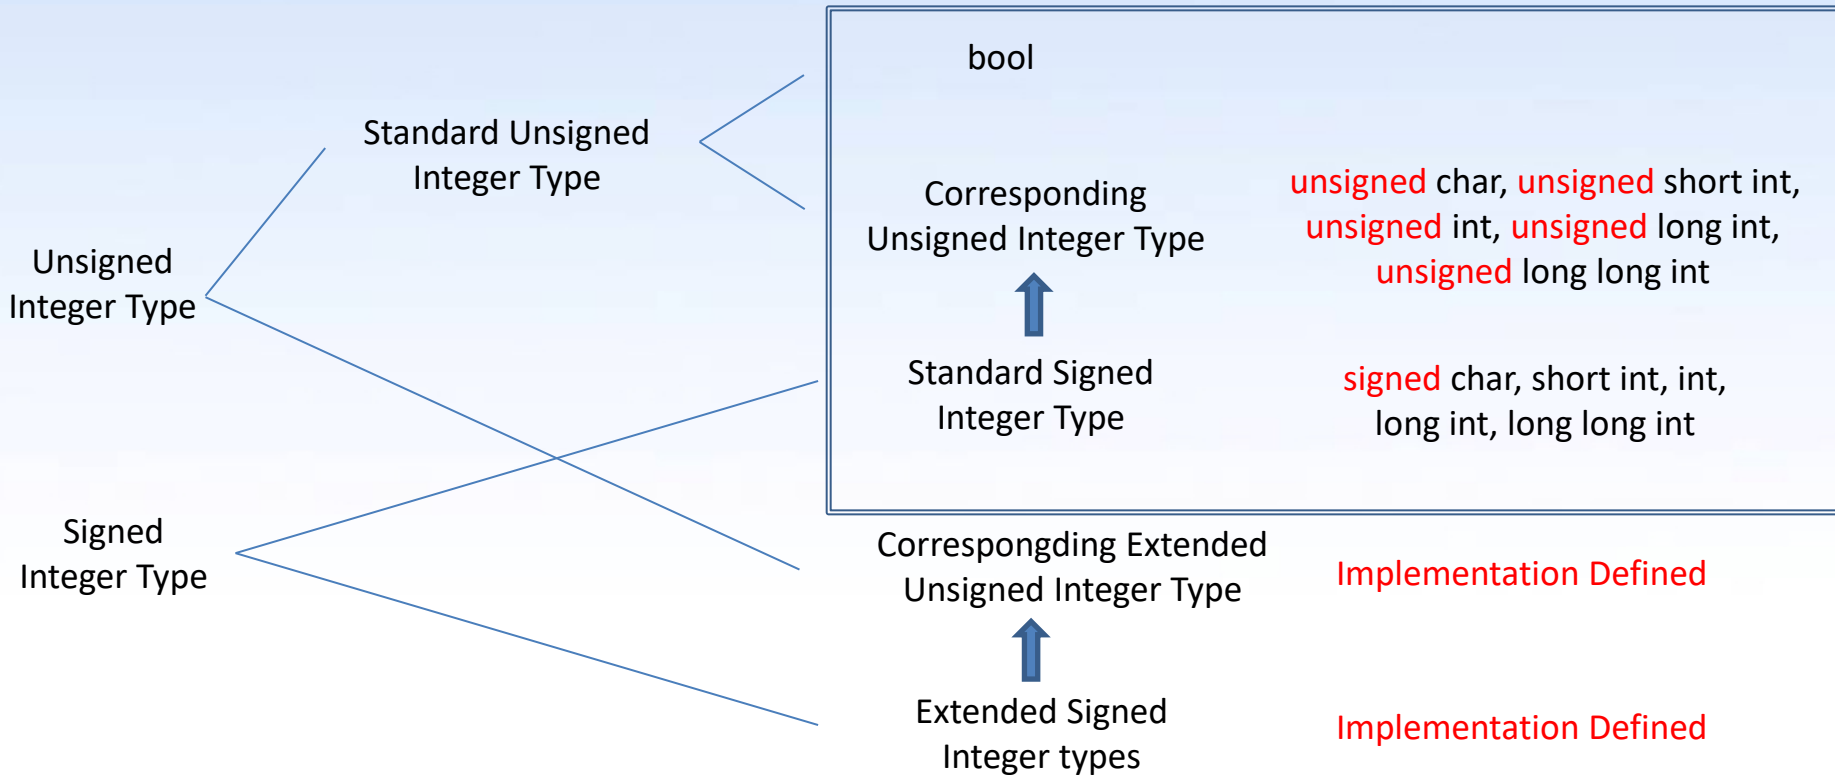 bool
Standard Unsigned
Integer Type
Corresponding
Unsigned Integer Type
unsigned char, unsigned short int,
unsigned int, unsigned long int,
unsigned long long int
Unsigned
Integer Type
Standard Signed
Integer Type
signed char, short int, int,
long int, long long int
Signed
Integer Type
Correspongding Extended
Unsigned Integer Type
Implementation Defined
Extended Signed
Integer types
Implementation Defined